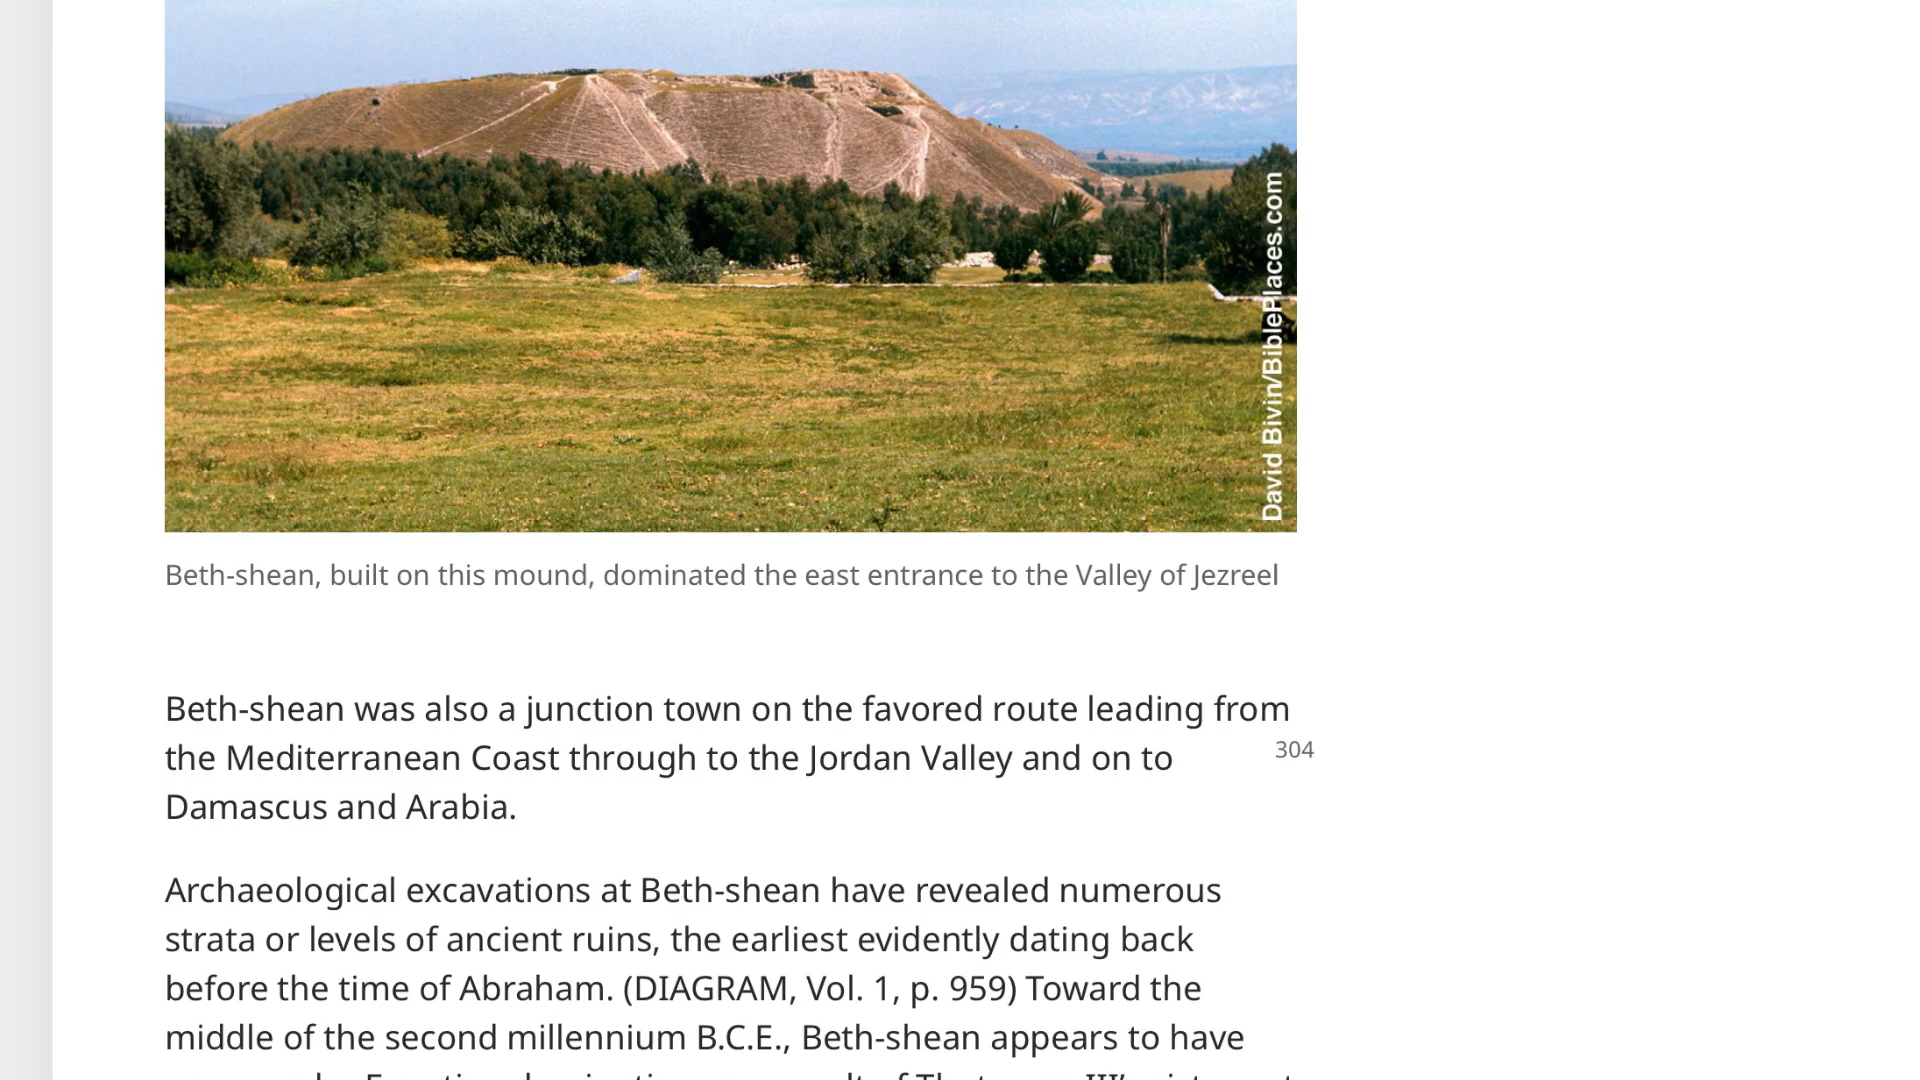 David Bivin/BiblePlaces.com
Beth-shean, built on this mound, dominated the east entrance to the Valley of Jezreel
Beth-shean was also a junction town on the favored route leading from
the Mediterranean Coast through to the Jordan Valley and on to
304
Damascus and Arabia.
Archaeological excavations at Beth-shean have revealed numerous
strata or levels of ancient ruins, the earliest evidently dating back
before the time of Abraham. (DIAGRAM, Vol. 1, p. 959) Toward the
middle of the second millennium B.C.E., Beth-shean appears to have